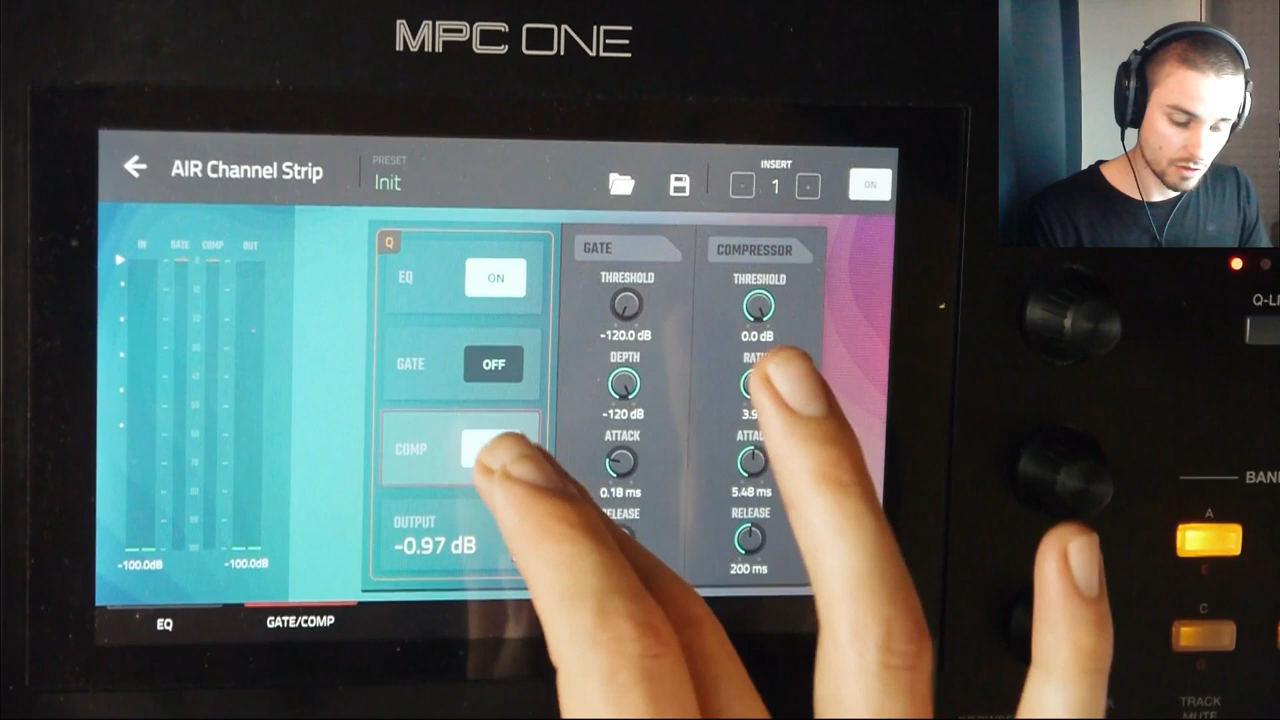 MPC ONE
AIR Channel Strip
PRESET
Init
INSERT
-
1
+
ON
IN GATE COMP OUT
-100.0dB
-100.0dB
Q
EQ ON
GATE OFF
COMP
OUTPUT
-0.97 dB
GATE
THRESHOLD
-120.0 dB
DEPTH
-120 dB
ATTACK
0.18 ms
COMPRESSOR
THRESHOLD
0.0 dB
5.48 ms
RELEASE
200 ms
EQ
GATE/COMP
A
E
C
G
TRACK
MUTE